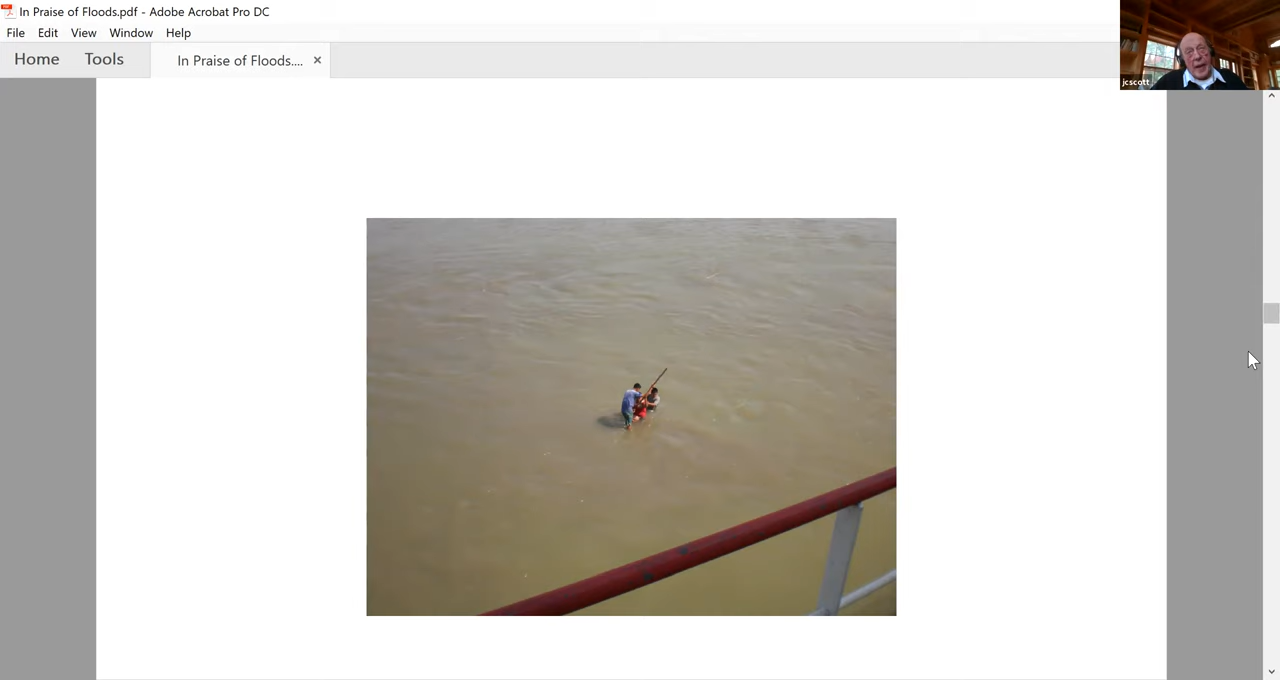 In Praise of Floods.pdf - Adobe Acrobat Pro DC
File Edit View Window Help
Home Tools In Praise of Floods.... ×
jcscott